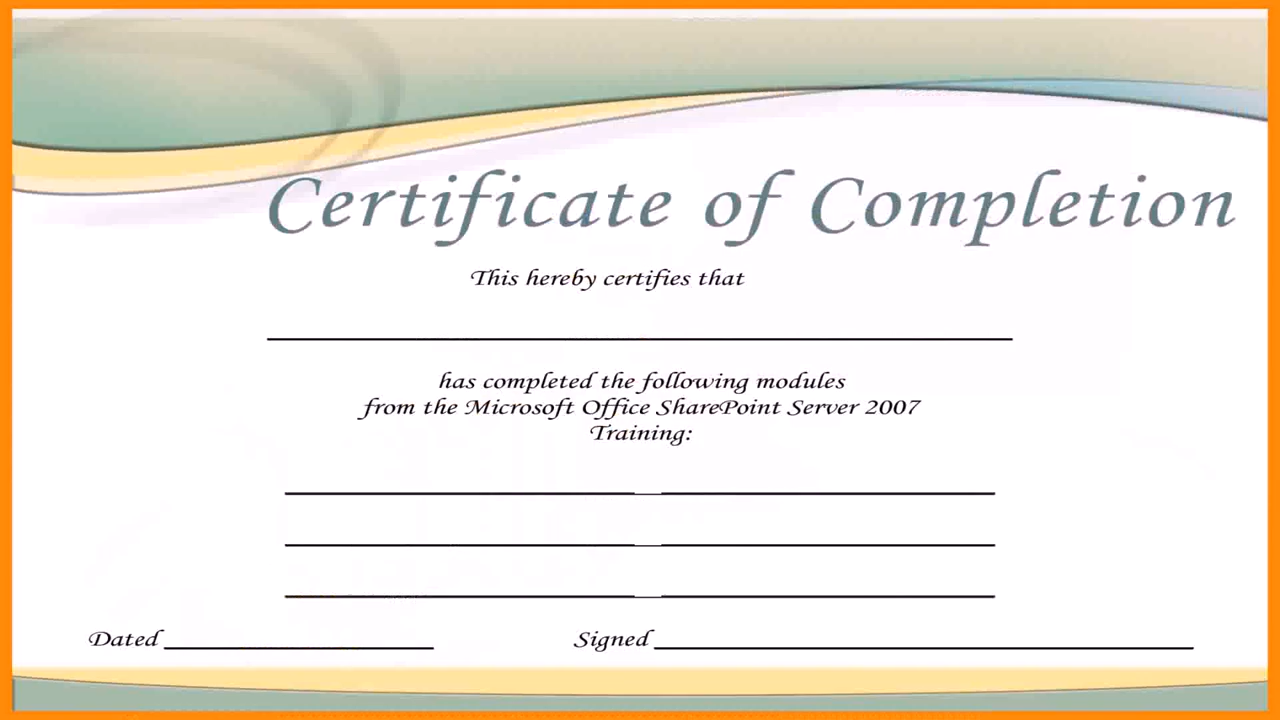 Certificate of Completion
This hereby certifies that
has completed the following modules
from the Microsoft Office SharePoint Server 2007
Training:
Dated
Signed